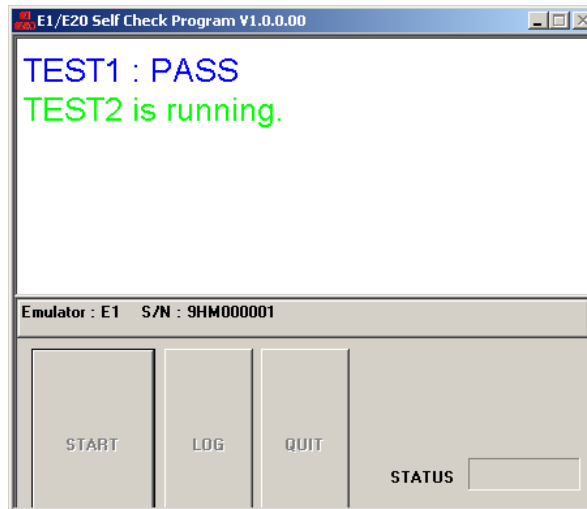 E1/E20 Self Check Program V1.0.0.00
TEST1 : PASS
TEST2 is running.
Emulator : E1 S/N : 9HM000001
START LOG QUIT
STATUS